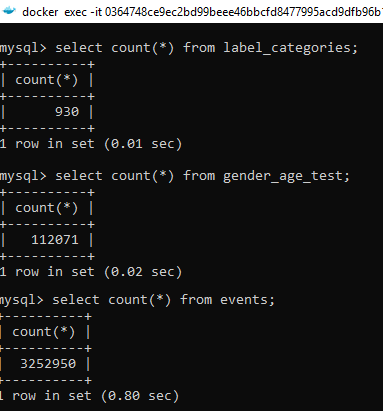 docker exec -it 0364748ce9ec2bd99beee46bbcfd8477995acd9dfb96b
mysql> select count(*) from label_categories;
+----------+
| count(*) |
+----------+
|      930 |
+----------+
1 row in set (0.01 sec)
mysql> select count(*) from gender_age_test;
+----------+
| count(*) |
+----------+
|   112071 |
+----------+
1 row in set (0.02 sec)
mysql> select count(*) from events;
+----------+
| count(*) |
+----------+
|  3252950 |
+----------+
1 row in set (0.80 sec)